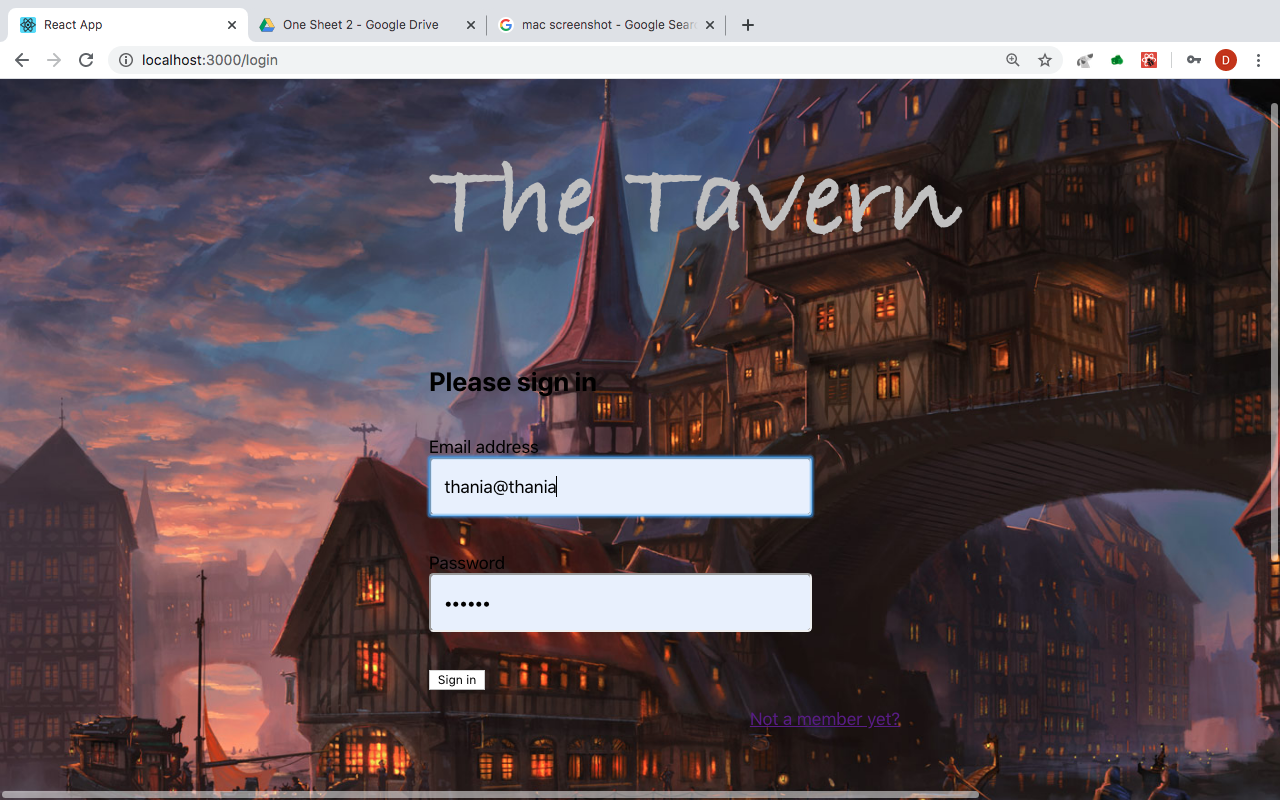 React App
One Sheet 2 - Google Drive
mac screenshot - Google Sear
localhost:3000/login
D
The Tavern
Please sign in
Email address
thania@thania
Password
••••••
Sign in
Not a member yet?